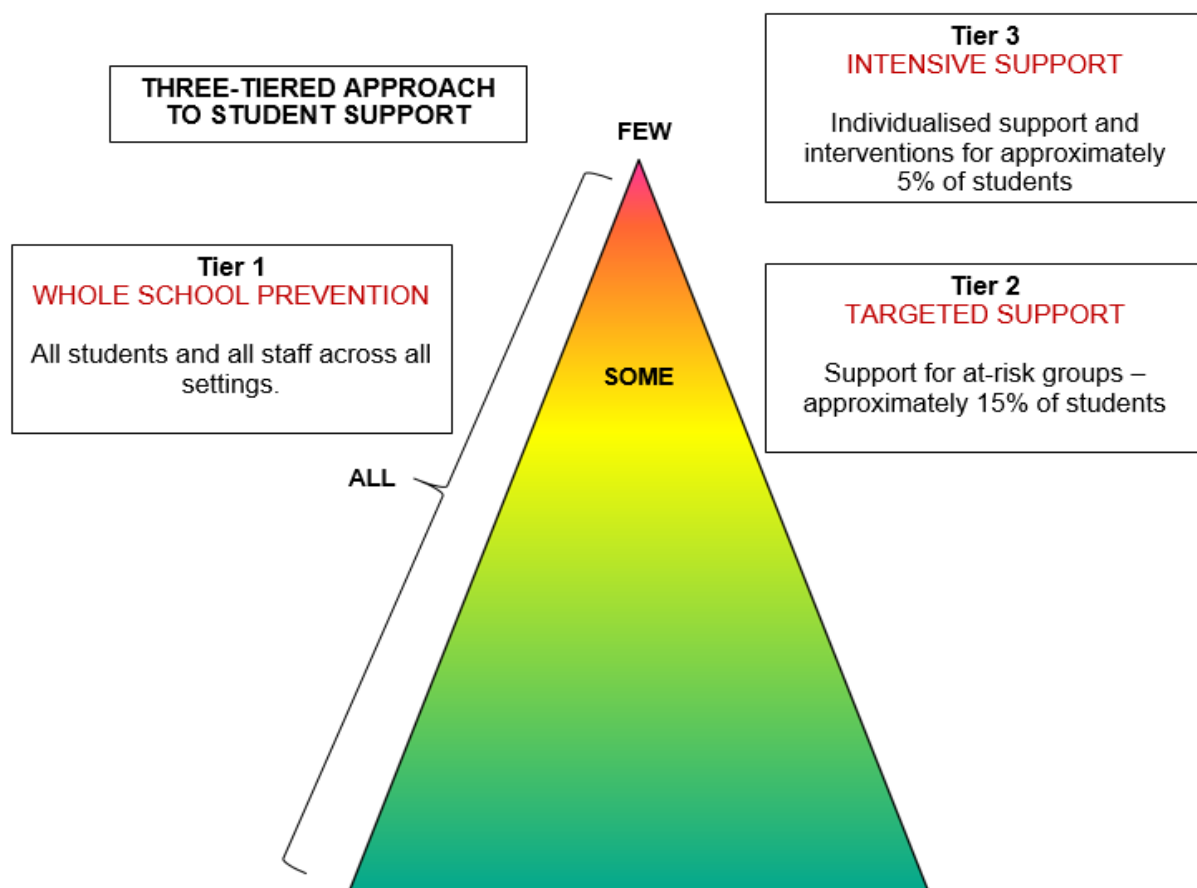 THREE-TIERED APPROACH
TO STUDENT SUPPORT
FEW
Tier 3
INTENSIVE SUPPORT
Individualised support and
interventions for approximately
5% of students
Tier 1
WHOLE SCHOOL PREVENTION
All students and all staff across all
settings.
SOME
Tier 2
TARGETED SUPPORT
Support for at-risk groups –
approximately 15% of students
ALL